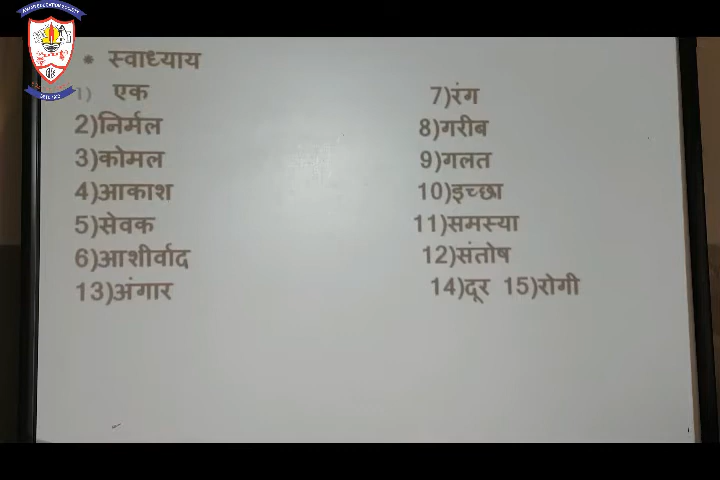 * स्वाध्याय
1) एक
2)निर्मल
3)कोमल
4)आकाश
5)सेवक
6)आशीर्वाद
13)अंगार
7)रंग
8)गरीब
9)गलत
10)इच्छा
11)समस्या
12)संतोष
14)दूर 15)रोगी